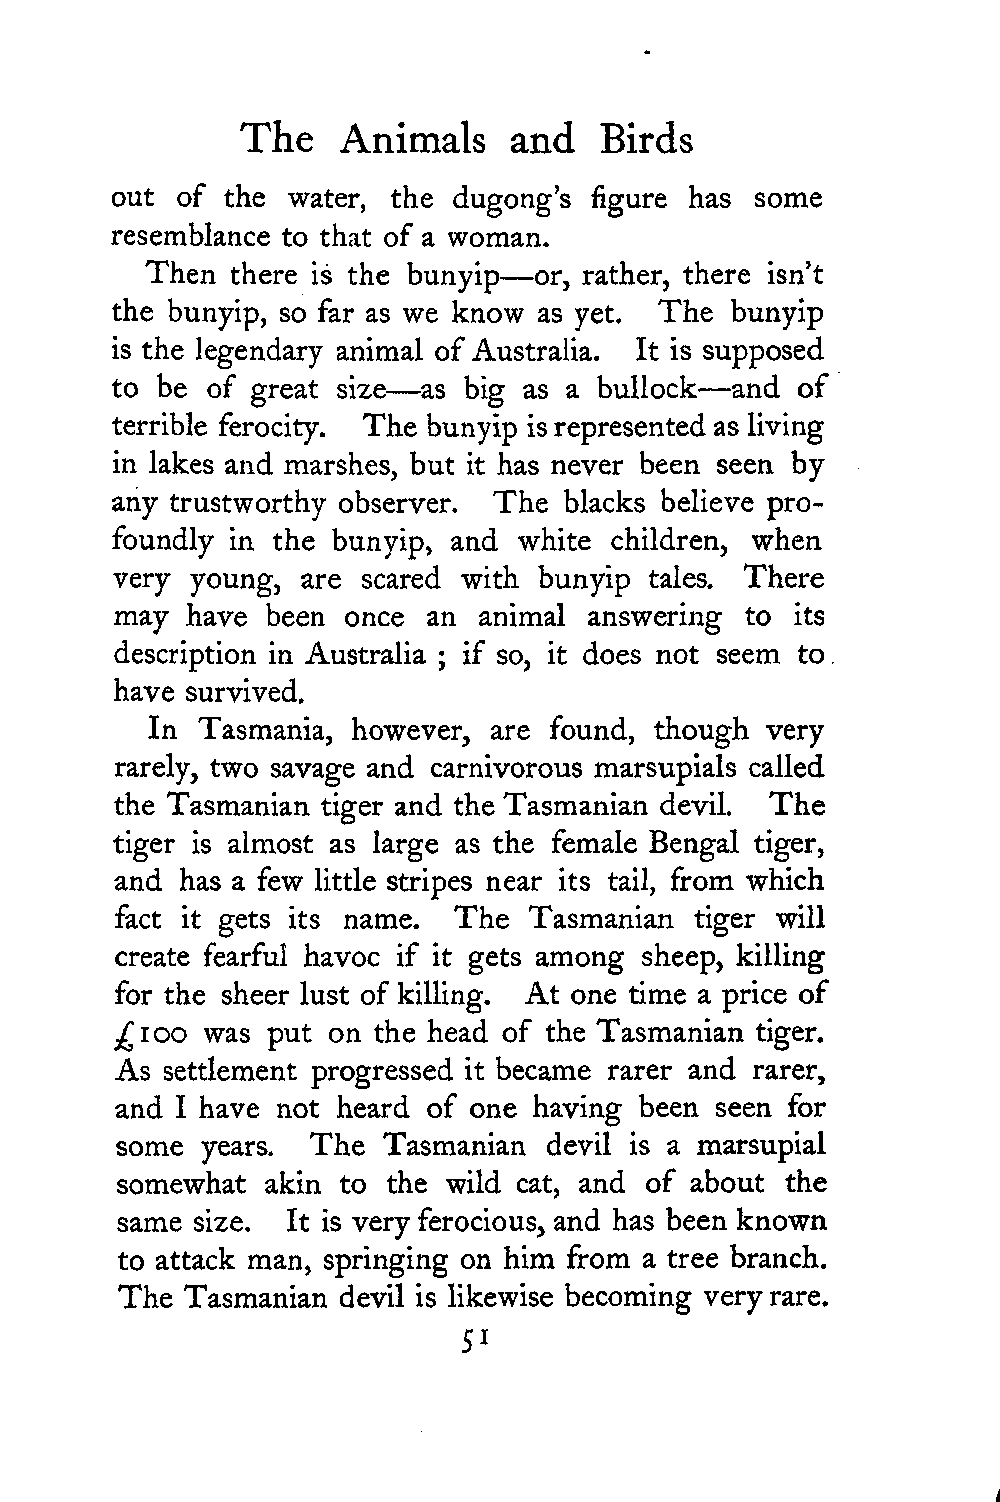 The Animals and Birds
out of the water, the dugong's figure has some
resemblance to that of a woman.
Then there is the bunyip—or, rather, there isn't
the bunyip, so far as we know as yet. The bunyip
is the legendary animal of Australia. It is supposed
to be of great size—as big as a bullock—and of
terrible ferocity. The bunyip is represented as living
in lakes and marshes, but it has never been seen by
any trustworthy observer. The blacks believe pro-
foundly in the bunyip, and white children, when
very young, are scared with bunyip tales. There
may have been once an animal answering to its
description in Australia ; if so, it does not seem to
have survived.
In Tasmania, however, are found, though very
rarely, two savage and carnivorous marsupials called
the Tasmanian tiger and the Tasmanian devil. The
tiger is almost as large as the female Bengal tiger,
and has a few little stripes near its tail, from which
fact it gets its name. The Tasmanian tiger will
create fearful havoc if it gets among sheep, killing
for the sheer lust of killing. At one time a price of
£100 was put on the head of the Tasmanian tiger.
As settlement progressed it became rarer and rarer,
and I have not heard of one having been seen for
some years. The Tasmanian devil is a marsupial
somewhat akin to the wild cat, and of about the
same size. It is very ferocious, and has been known
to attack man, springing on him from a tree branch.
The Tasmanian devil is likewise becoming very rare.
51